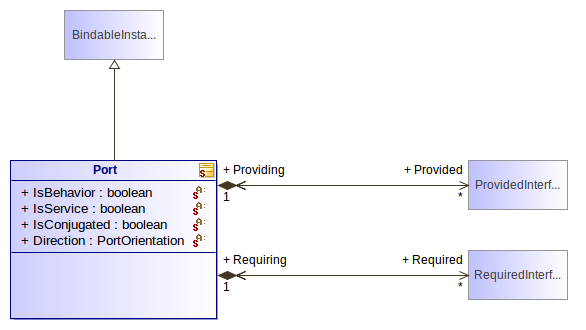 BindableInsta...
Port
+ IsBehavior : boolean
+ IsService : boolean
+ IsConjugated : boolean
+ Direction : PortOrientation
+ Providing
+ Provided
1
*
ProvidedInterf...
+ Requiring
+ Required
1
*
RequiredInterf...